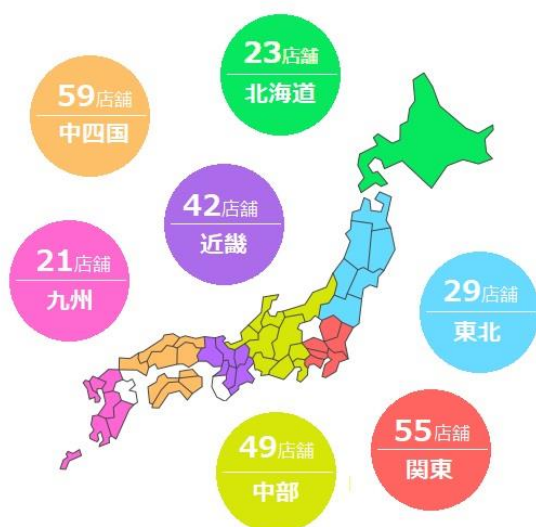 23店舗
北海道
59店舗
中四国
42店舗
近畿
21店舗
九州
29店舗
東北
55店舗
関東
49店舗
中部